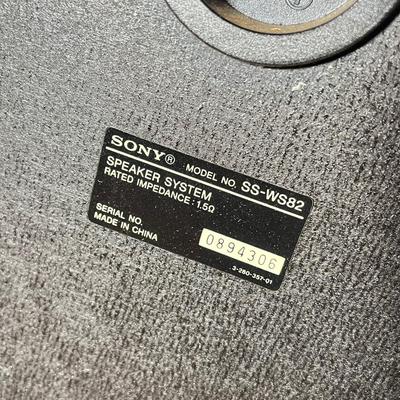 SONY® MODEL NO. SS-WS82
SPEAKER SYSTEM
RATED IMPEDANCE: 1.5Ω
SERIAL NO. 0894306
MADE IN CHINA
3-280-357-01